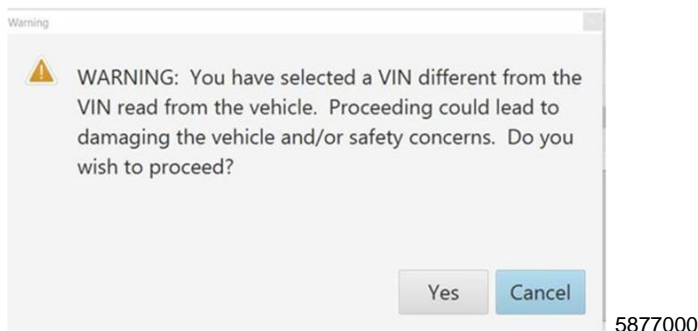 Warning
WARNING: You have selected a VIN different from the
VIN read from the vehicle. Proceeding could lead to
damaging the vehicle and/or safety concerns. Do you
wish to proceed?
Yes Cancel
5877000